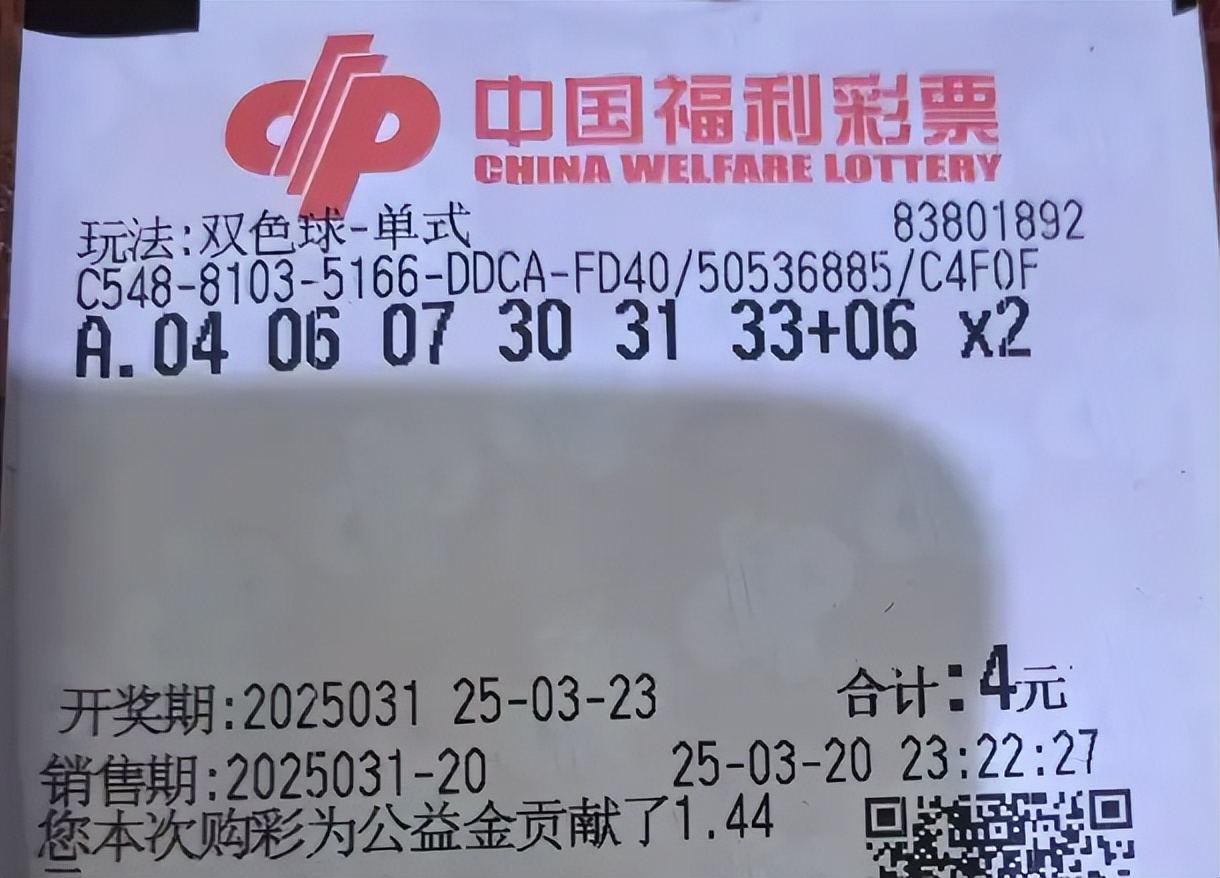 中国福利彩票
CHINA WELFARE LOTTERY
玩法:双色球-单式 83801892
C548-8103-5166-DDCA-FD40/50536885/C4F0F
A.04 06 07 30 31 33+06 x2
开奖期:2025031 25-03-23 合计:4元
销售期:2025031-20 25-03-20 23:22:27
您本次购彩为公益金贡献了1.44